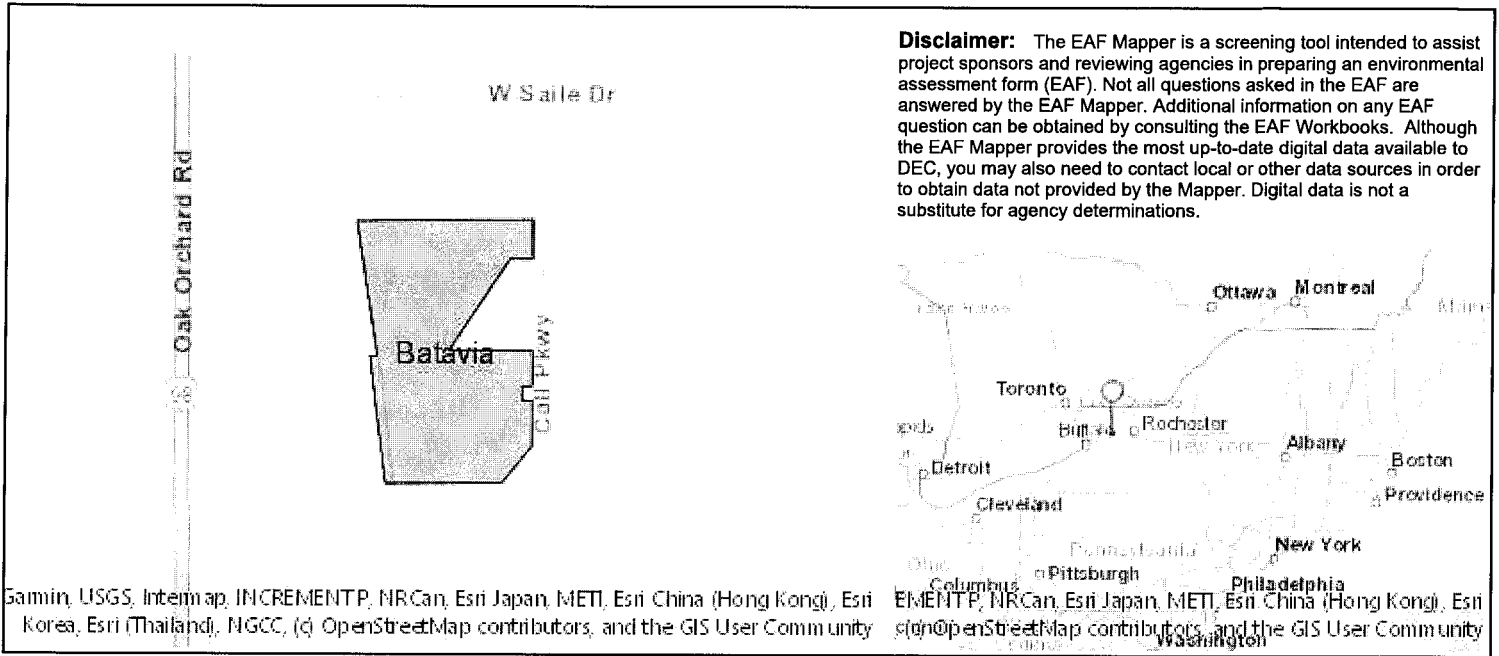 Disclaimer: The EAF Mapper is a screening tool intended to assist
project sponsors and reviewing agencies in preparing an environmental
assessment form (EAF). Not all questions asked in the EAF are
answered by the EAF Mapper. Additional information on any EAF
question can be obtained by consulting the EAF Workbooks. Although
the EAF Mapper provides the most up-to-date digital data available to
DEC, you may also need to contact local or other data sources in order
to obtain data not provided by the Mapper. Digital data is not a
substitute for agency determinations.
W Saile Dr
Oak Orchard Rd
Batavia
Call Pkwy
Garmin, USGS, Intermap, INCREMENT P, NRCan, Esri Japan, METI, Esri China (Hong Kong), Esri
Korea, Esri (Thailand), NGCC, (c) OpenStreetMap contributors, and the GIS User Community
Ottawa
Montreal
Toronto
Rochester
Albany
Boston
Detroit
Providence
Cleveland
New York
Pennsylvania
Pittsburgh
Columbus
Philadelphia
EMENT P, NRCan, Esri Japan, METI, Esri China (Hong Kong), Esri
OpenStreetMap contributors, and the GIS User Community
Washington